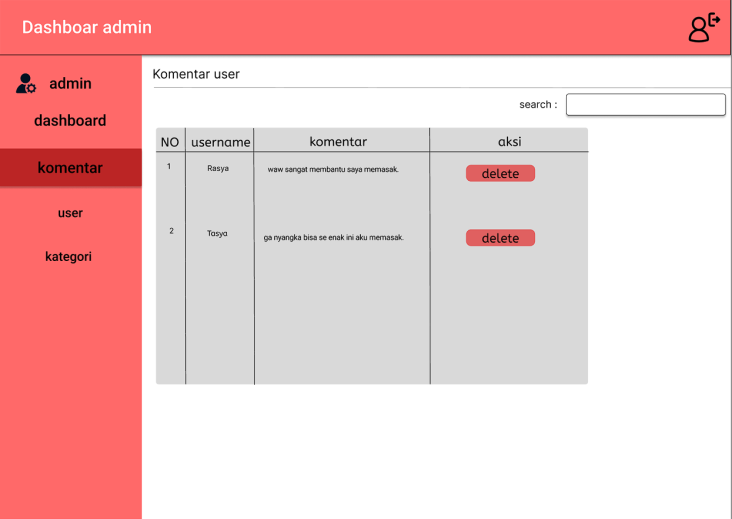 Dashboar admin
admin
dashboard
komentar
user
kategori
Komentar user
search :
NO username komentar aksi
1 Rasya waw sangat membantu saya memasak. delete
2 Tasya ga nyangka bisa se enak ini aku memasak. delete